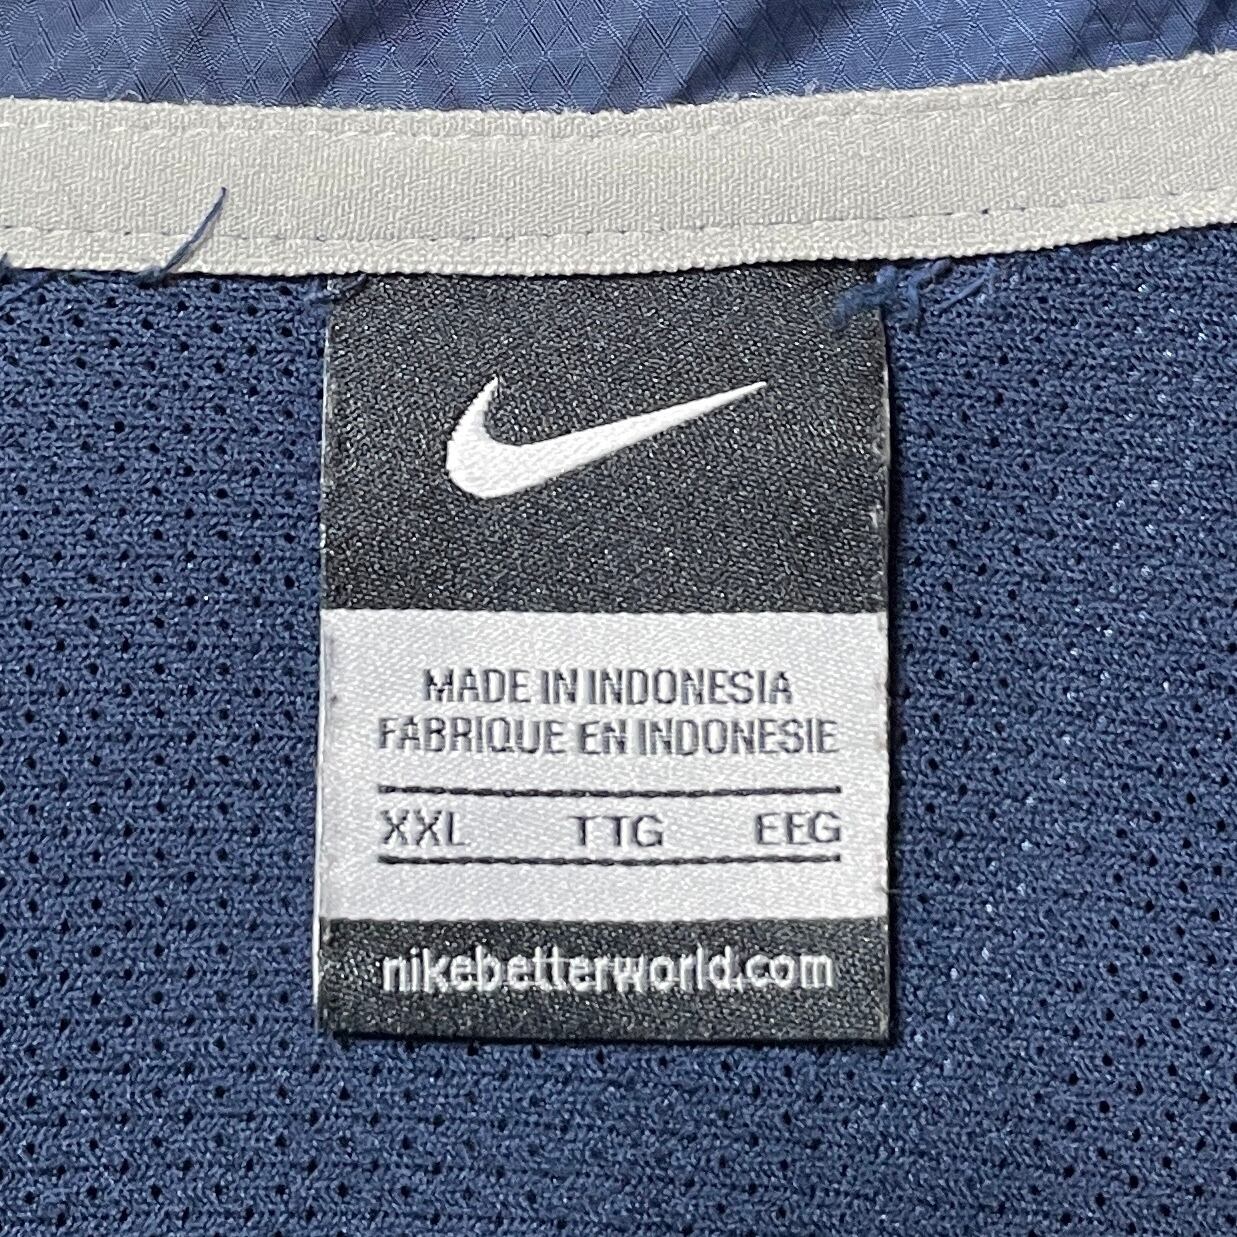 MADE IN INDONESIA
FABRIQUE EN INDONESIE
XXL TTG EEG
nikebetterworld.com